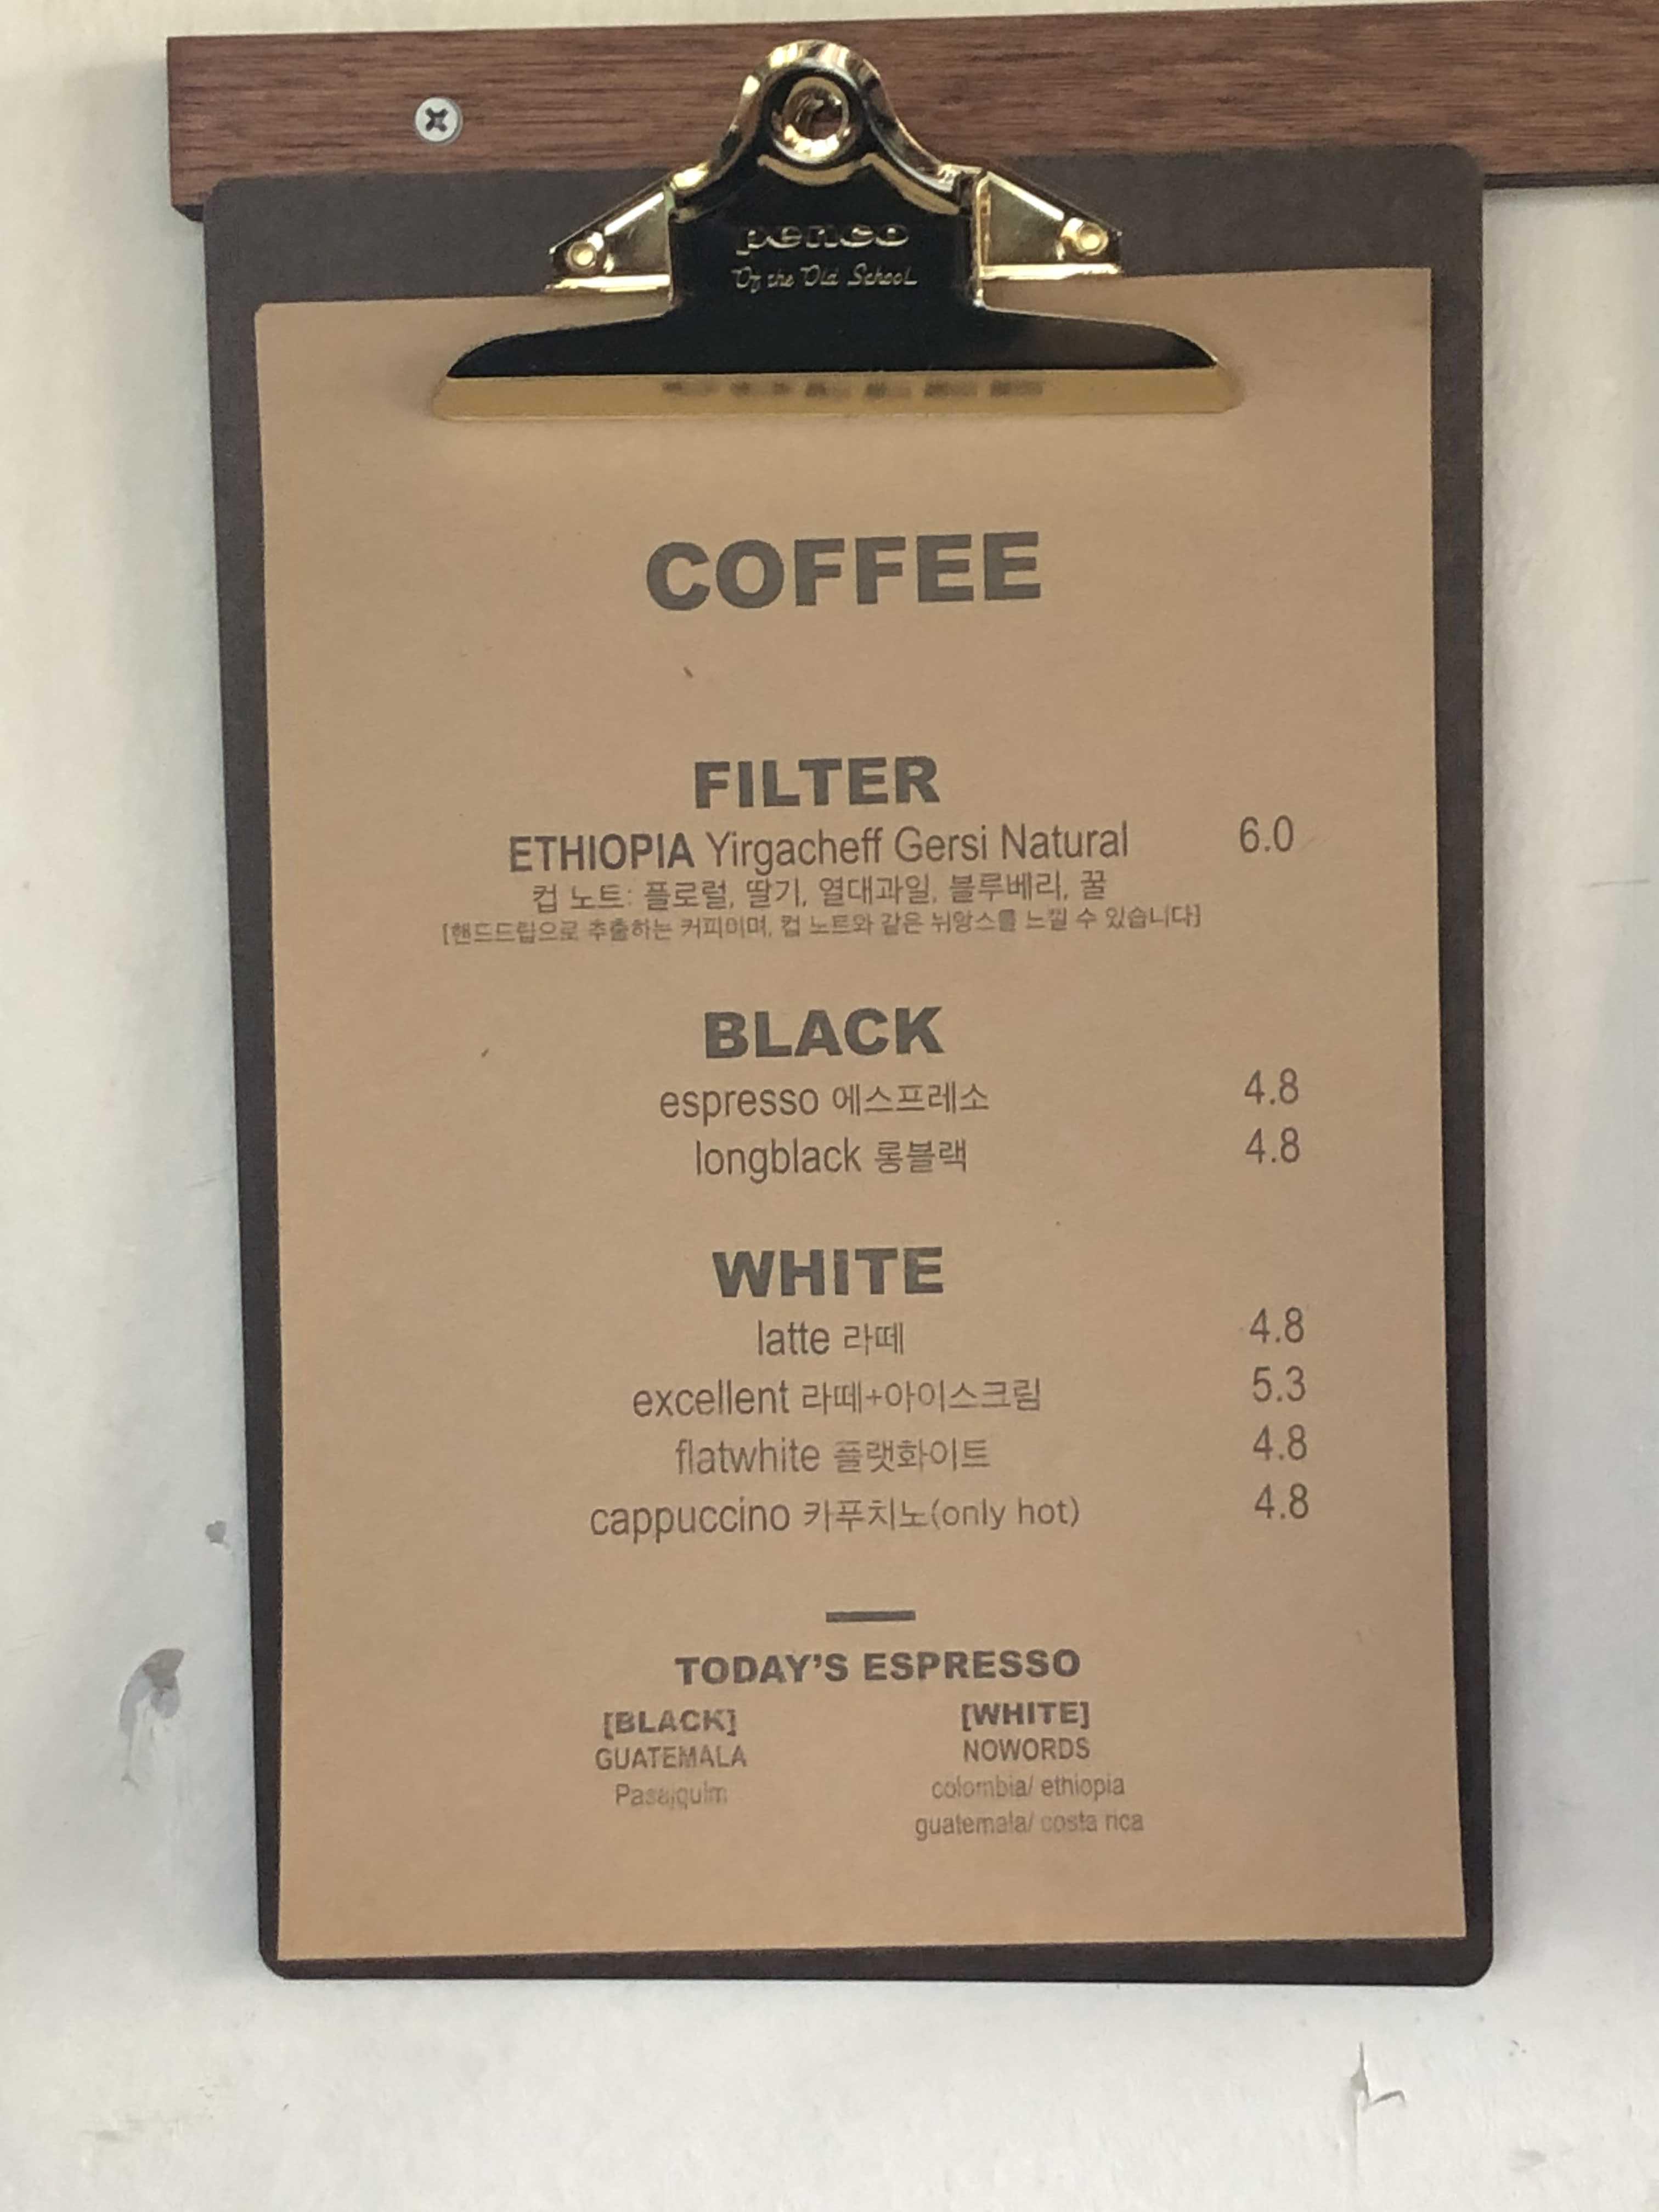 penco
Of the Old School
COFFEE
FILTER
ETHIOPIA Yirgacheff Gersi Natural 6.0
컵 노트: 플로럴, 딸기, 열대과일, 블루베리, 꿀
[핸드드립으로 추출하는 커피이며, 컵 노트와 같은 뉘앙스를 느낄 수 있습니다]
BLACK
espresso 에스프레소 4.8
longblack 롱블랙 4.8
WHITE
latte 라떼 4.8
excellent 라떼+아이스크림 5.3
flatwhite 플랫화이트 4.8
cappuccino 카푸치노(only hot) 4.8
TODAY'S ESPRESSO
[BLACK] [WHITE]
GUATEMALA NOWORDS
colombia/ ethiopia
guatemala/ costa rica